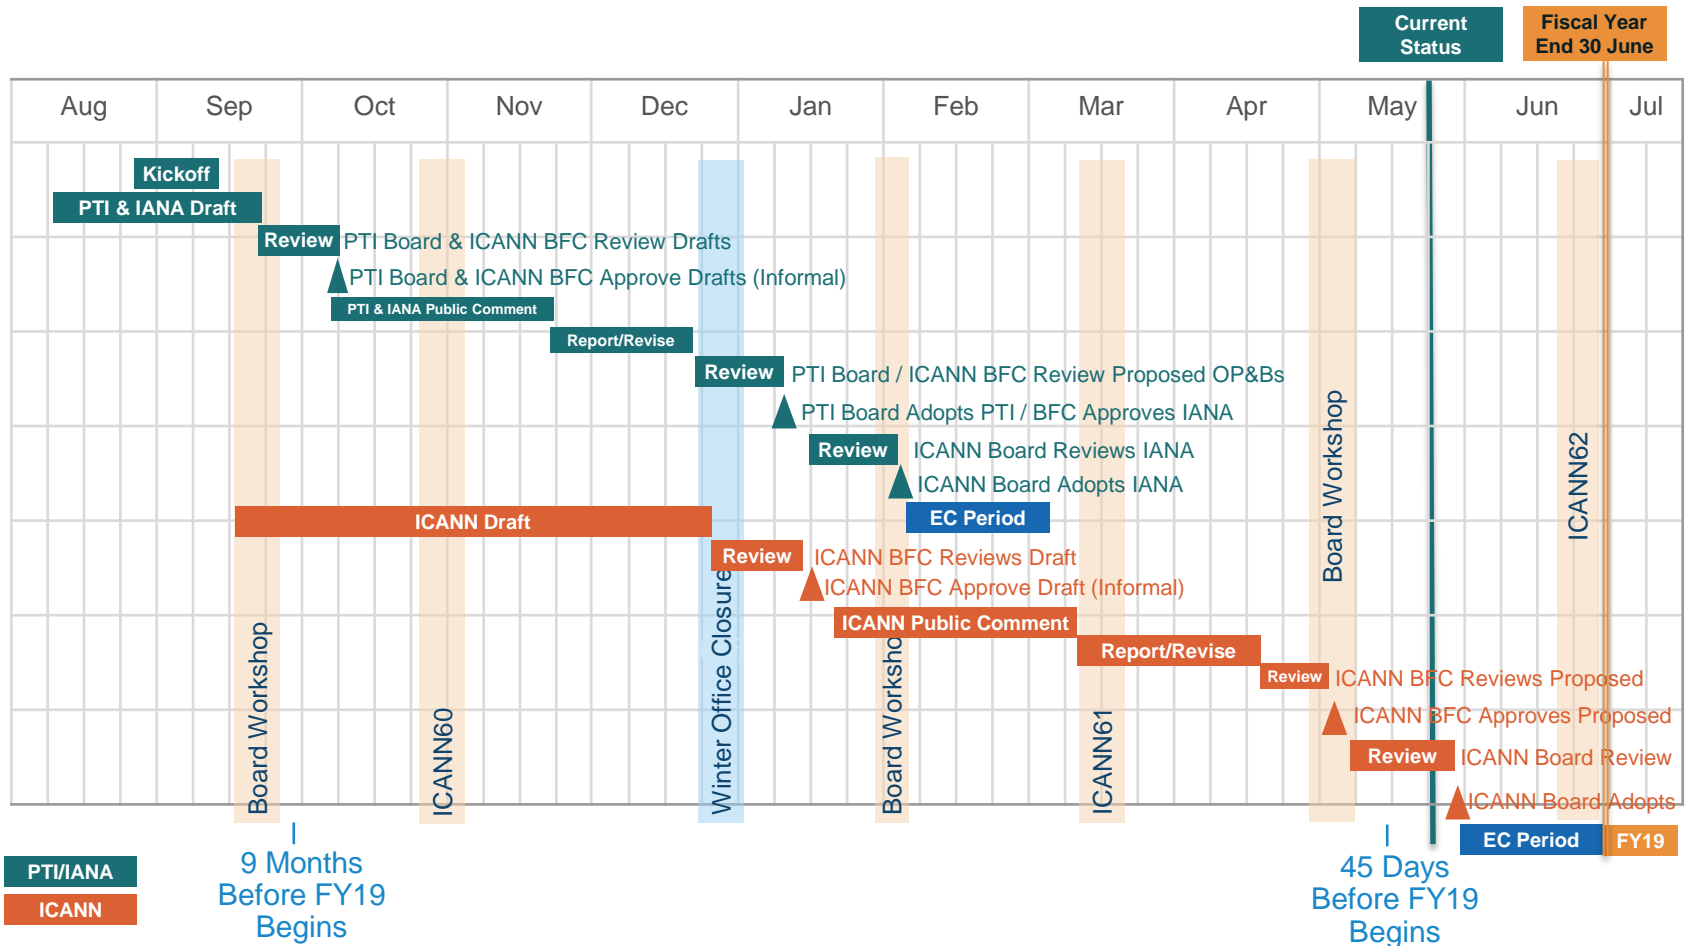 Current
Status
Fiscal Year
End 30 June
Aug
Sep
Oct
Nov
Dec
Jan
Feb
Mar
Apr
May
Jun
Jul
Kickoff
PTI & IANA Draft
Review
PTI Board & ICANN BFC Review Drafts
PTI Board & ICANN BFC Approve Drafts (Informal)
PTI & IANA Public Comment
Report/Revise
Review
PTI Board / ICANN BFC Review Proposed OP&Bs
PTI Board Adopts PTI / BFC Approves IANA
Review
ICANN Board Reviews IANA
ICANN Board Adopts IANA
EC Period
ICANN Draft
Review
ICANN BFC Reviews Draft
ICANN BFC Approve Draft (Informal)
ICANN Public Comment
Report/Revise
Review
ICANN BFC Reviews Proposed
ICANN BFC Approves Proposed
Review
ICANN Board Review
ICANN Board Adopts
EC Period
FY19
Board Workshop
ICANN60
Winter Office Closure
Board Workshop
ICANN61
Board Workshop
ICANN62
9 Months
Before FY19
Begins
45 Days
Before FY19
Begins
PTI/IANA
ICANN